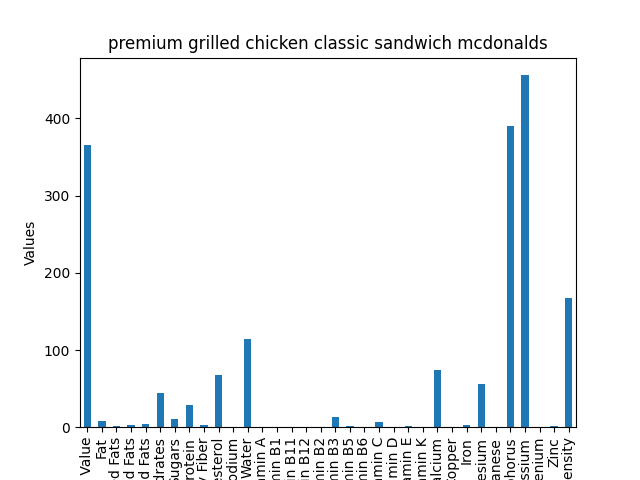 premium grilled chicken classic sandwich mcdonalds
Values
400
300
200
100
0
Value
Fat
d Fats
d Fats
d Fats
drates
Sugars
rotein
Fiber
esterol
odium
Water
min A
min B1
in B11
in B12
min B2
min B3
min B5
min B6
min C
min D
min E
min K
alcium
opper
Iron
esium
anese
horus
ssium
enium
Zinc
ensity